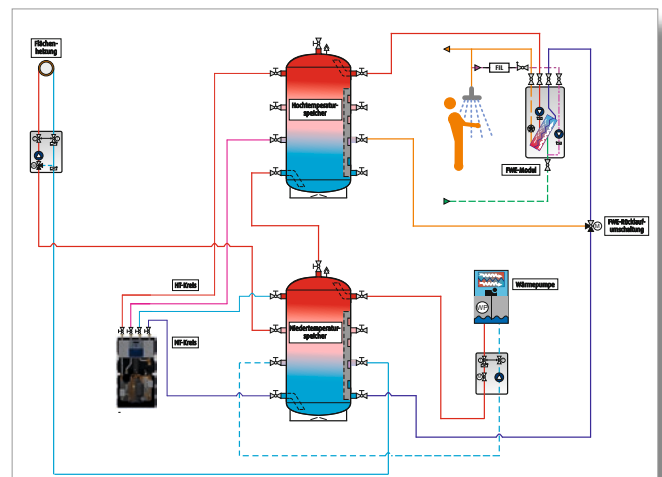 Flächen-
heizung
Hochtemperatur-
speicher
FIL
FWE-Modul
FWE-Rücklauf-
umschaltung
M
HT-Kreis
Niedertemperatur-
speicher
Wärmepumpe
WP
NT-Kreis